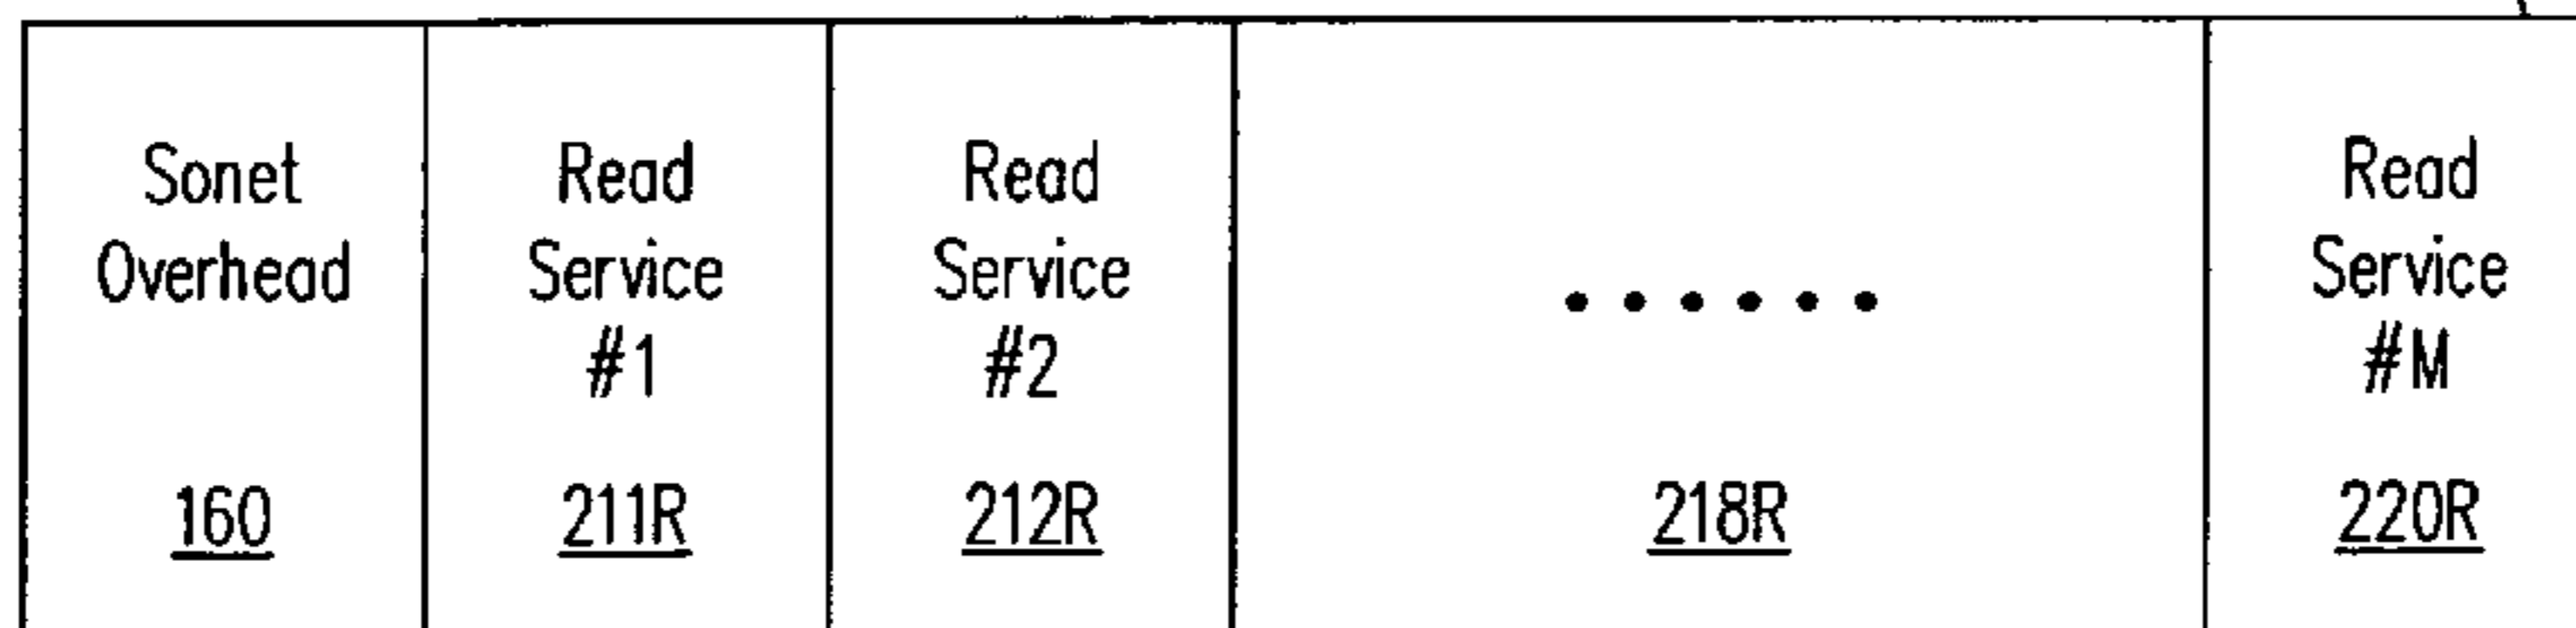 Sonet
Overhead
160
Read
Service
#1
211R
Read
Service
#2
212R
......
218R
Read
Service
#M
220R